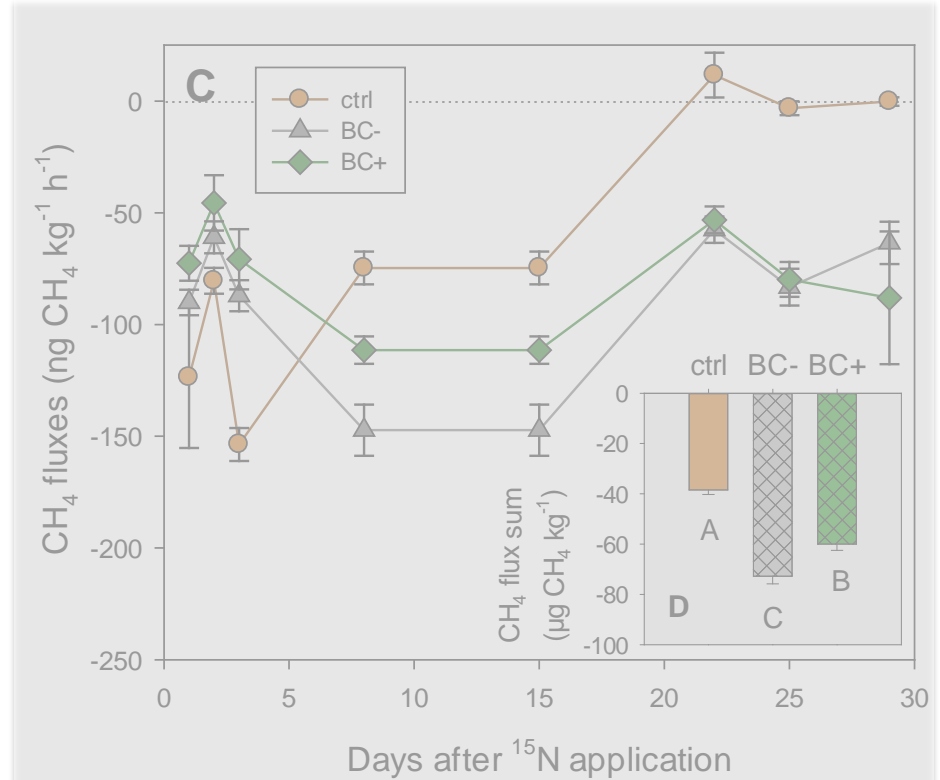 C
ctrl
BC-
BC+
0
-50
-100
-150
-200
-250
CH₄ fluxes (ng CH₄ kg⁻¹ h⁻¹)
0 5 10 15 20 25 30
Days after ¹⁵N application
ctrl BC- BC+
0
-20
-40
-60
-80
-100
CH₄ flux sum
(µg CH₄ kg⁻¹)
A
B
C
D